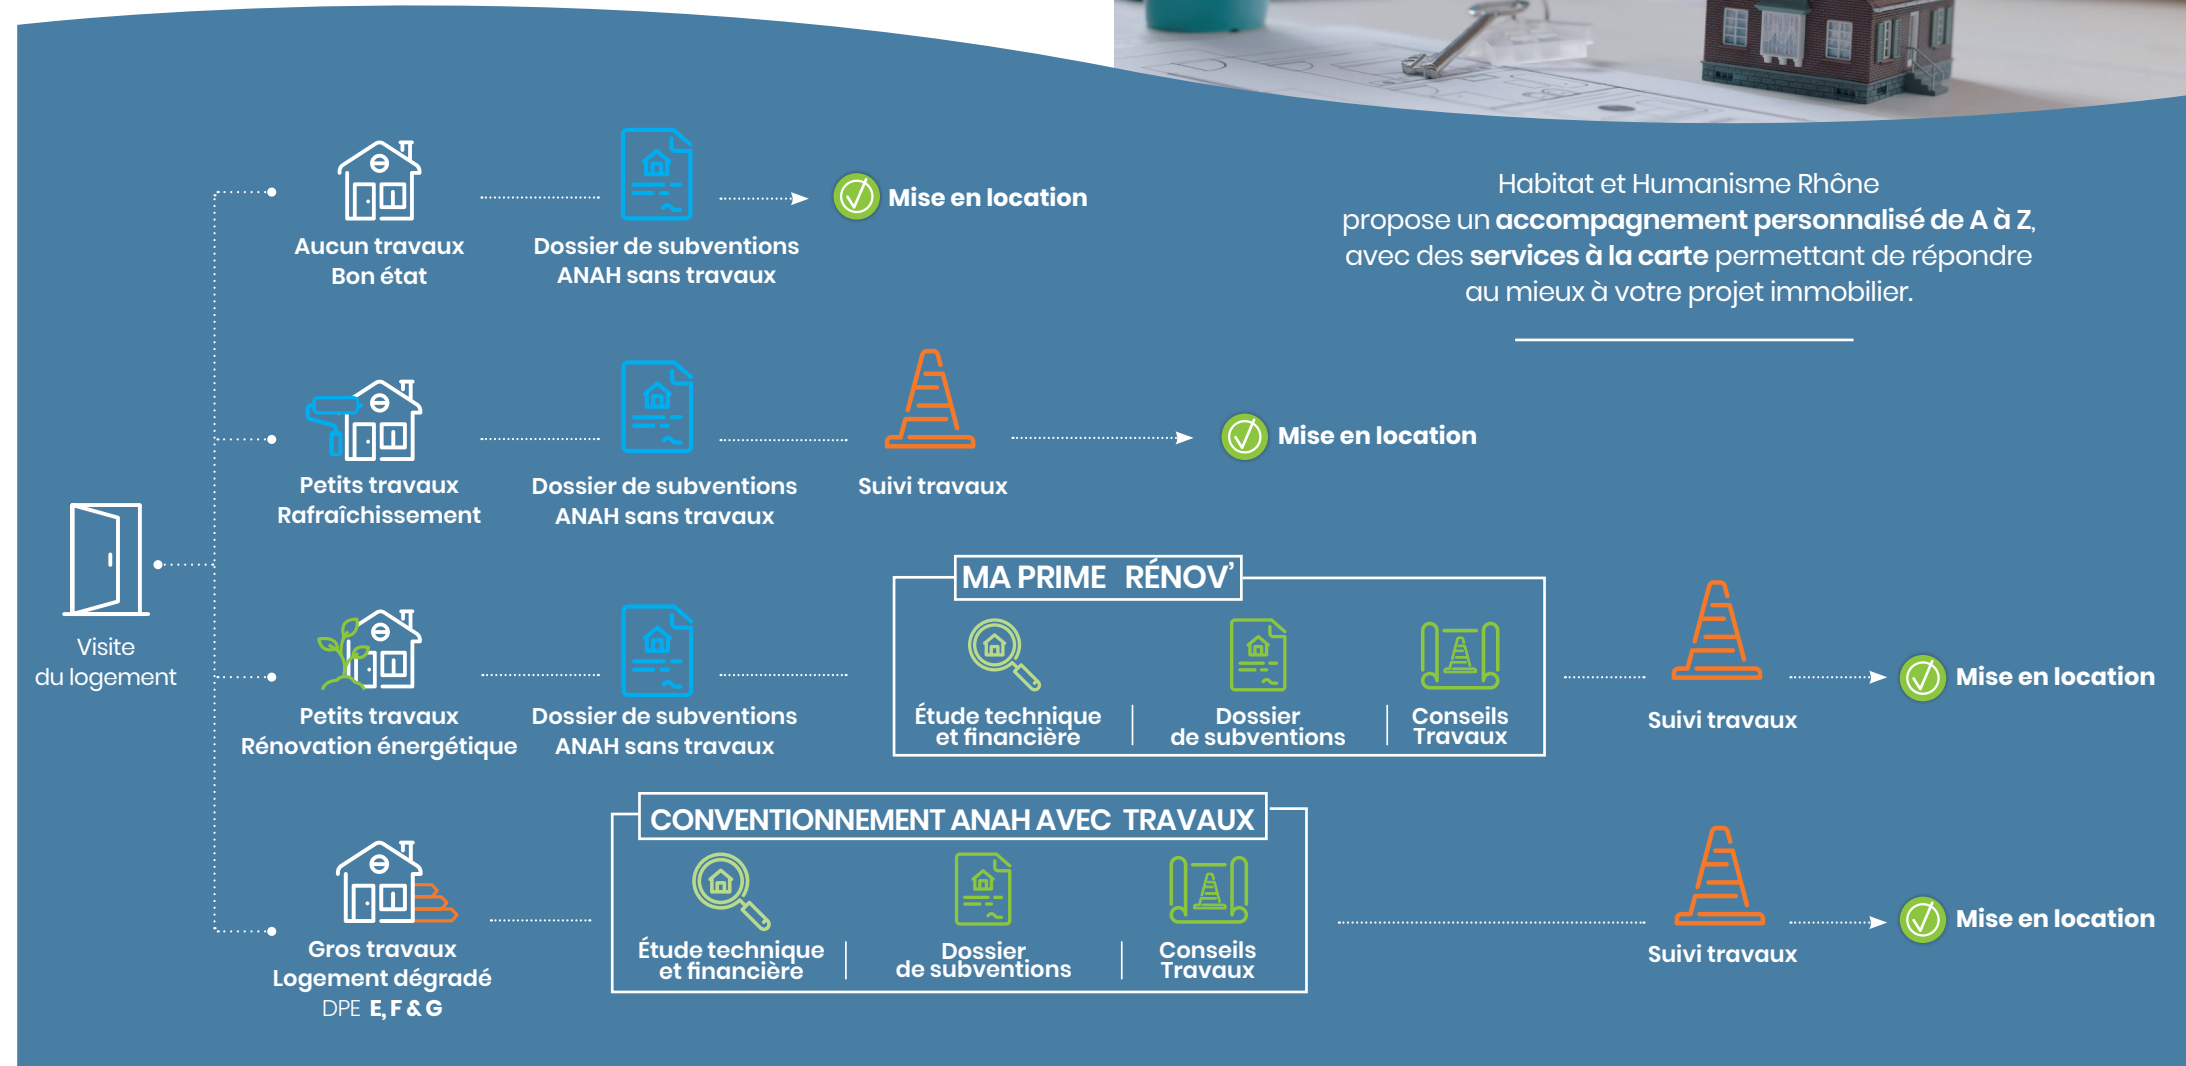 Habitat et Humanisme Rhône
propose un accompagnement personnalisé de A à Z,
avec des services à la carte permettant de répondre
au mieux à votre projet immobilier.
Visite
du logement
Aucun travaux
Bon état
Dossier de subventions
ANAH sans travaux
Mise en location
Petits travaux
Rafraîchissement
Dossier de subventions
ANAH sans travaux
Suivi travaux
Mise en location
Petits travaux
Rénovation énergétique
Dossier de subventions
ANAH sans travaux
MA PRIME RÉNOV'
Étude technique
et financière
Dossier
de subventions
Conseils
Travaux
Suivi travaux
Mise en location
Gros travaux
Logement dégradé
DPE E, F & G
CONVENTIONNEMENT ANAH AVEC TRAVAUX
Étude technique
et financière
Dossier
de subventions
Conseils
Travaux
Suivi travaux
Mise en location